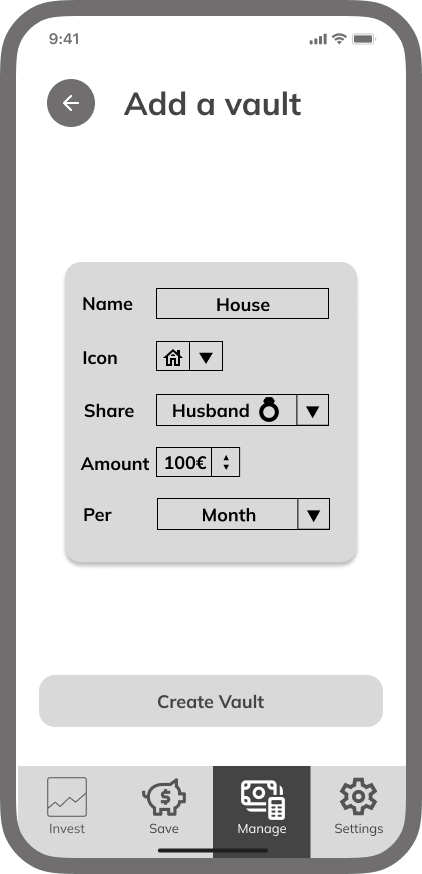 9:41
Add a vault
Name House
Icon
Share Husband
Amount 100€
Per Month
Create Vault
Invest Save Manage Settings